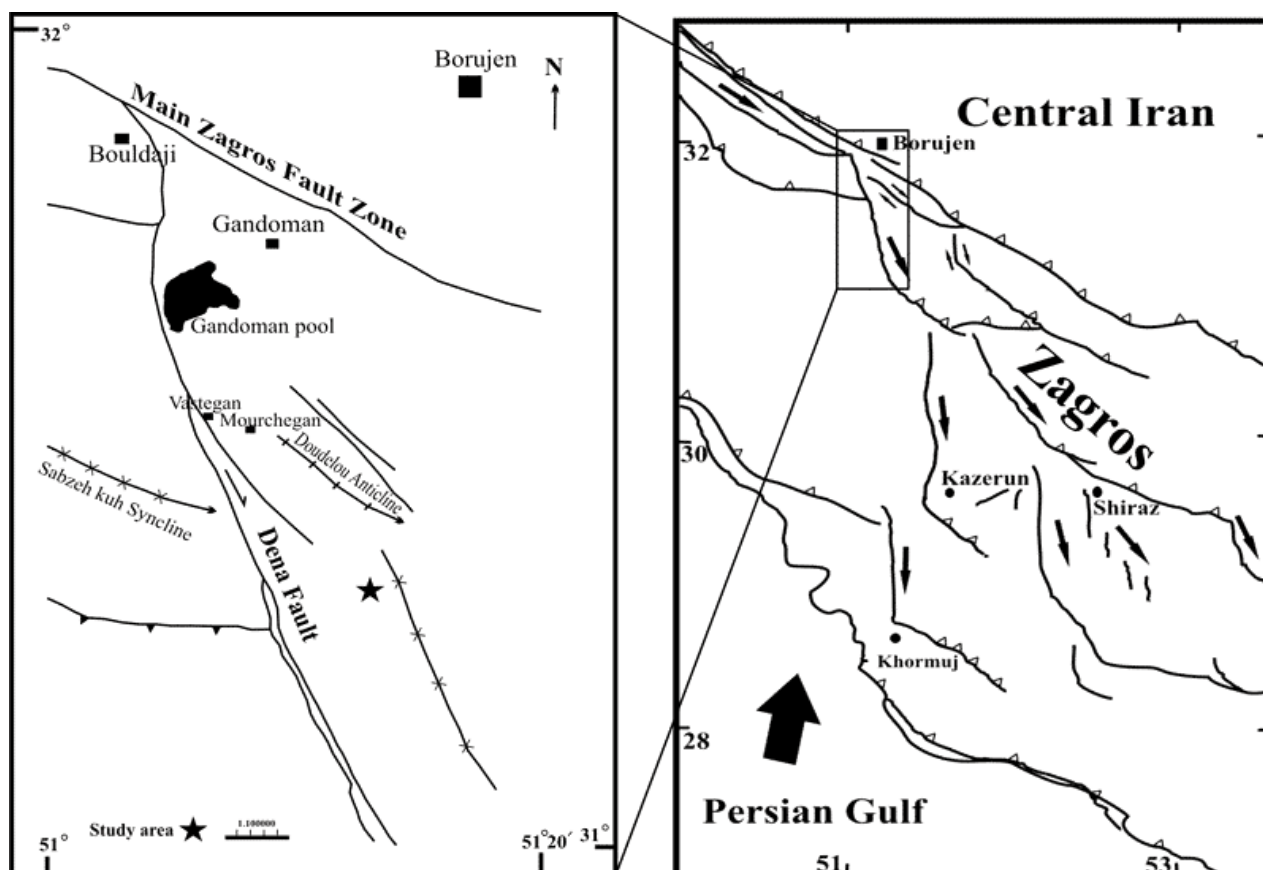 32°
Borujen
N
Main Zagros Fault Zone
Bouldaji
Gandoman
Gandoman pool
Vastegan
Mourchegan
Doudelou Anticline
Sabzeh kuh Syncline
Dena Fault
Study area
1:100000
51°
51°20´
31°
Central Iran
32
Borujen
Zagros
30
Kazerun
Shiraz
Khormuj
28
Persian Gulf
51
53